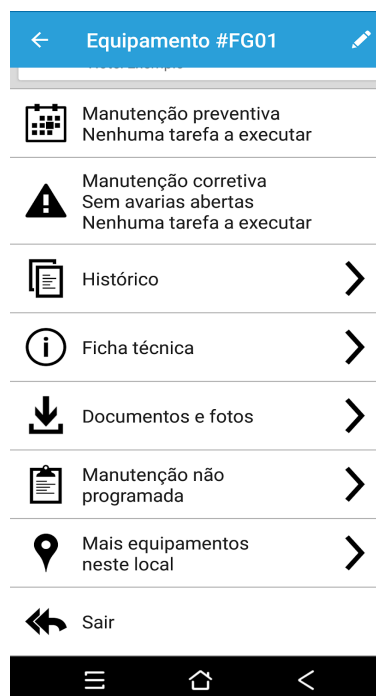 Equipamento #FG01
Manutenção preventiva
Nenhuma tarefa a executar
Manutenção corretiva
Sem avarias abertas
Nenhuma tarefa a executar
Histórico
Ficha técnica
Documentos e fotos
Manutenção não
programada
Mais equipamentos
neste local
Sair